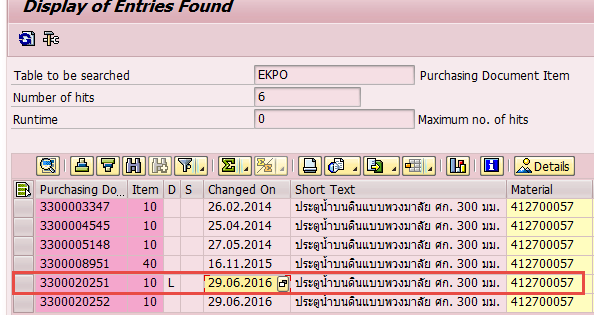 Display of Entries Found
Table to be searched EKPO Purchasing Document Item
Number of hits 6
Runtime 0 Maximum no. of hits
Details
Purchasing Do... Item D S Changed On Short Text Material
3300003347 10 26.02.2014 ประตูน้ำบนดินแบบพวงมาลัย ศก. 300 มม. 412700057
3300004545 10 25.04.2014 ประตูน้ำบนดินแบบพวงมาลัย ศก. 300 มม. 412700057
3300005148 10 27.05.2014 ประตูน้ำบนดินแบบพวงมาลัย ศก. 300 มม. 412700057
3300008951 40 16.11.2015 ประตูน้ำบนดินแบบพวงมาลัย ศก. 300 มม. 412700057
3300020251 10 L 29.06.2016 ประตูน้ำบนดินแบบพวงมาลัย ศก. 300 มม. 412700057
3300020252 10 29.06.2016 ประตูน้ำบนดินแบบพวงมาลัย ศก. 300 มม. 412700057